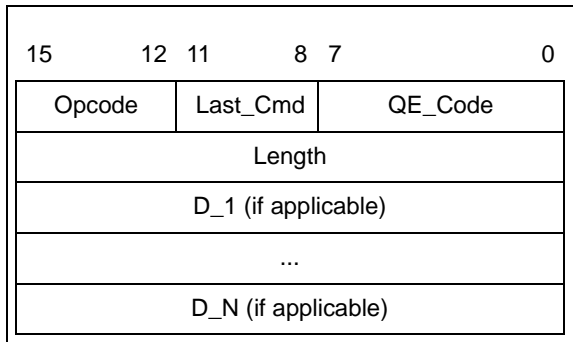 15 12 11 8 7 0
Opcode Last_Cmd QE_Code
Length
D_1 (if applicable)
...
D_N (if applicable)